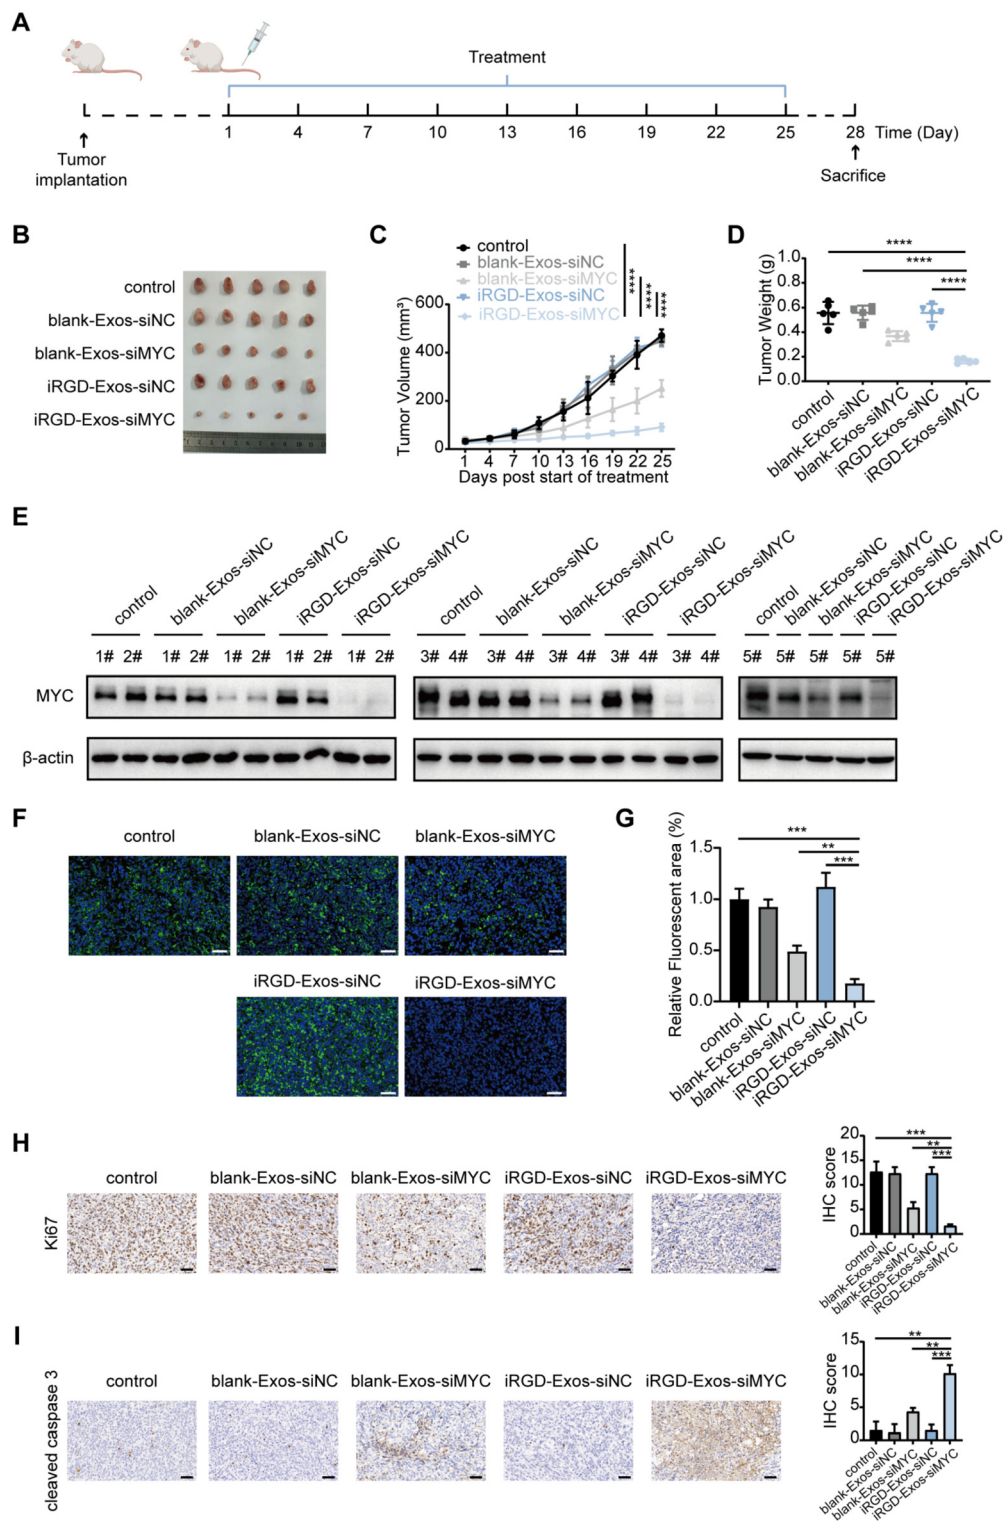 A
Treatment
1 4 7 10 13 16 19 22 25 28 Time (Day)
Tumor
implantation
Sacrifice
B
control
blank-Exos-siNC
blank-Exos-siMYC
iRGD-Exos-siNC
iRGD-Exos-siMYC
C
control
blank-Exos-siNC
blank-Exos-siMYC
iRGD-Exos-siNC
iRGD-Exos-siMYC
****
****
****
Tumor Volume (mm³)
600
400
200
0
1 4 7 10 13 16 19 22 25
Days post start of treatment
D
****
****
****
Tumor Weight (g)
1.0
0.8
0.6
0.4
0.2
0.0
control
blank-Exos-siNC
blank-Exos-siMYC
iRGD-Exos-siNC
iRGD-Exos-siMYC
E
control
blank-Exos-siNC
blank-Exos-siMYC
iRGD-Exos-siNC
iRGD-Exos-siMYC
1# 2# 1# 2# 1# 2# 1# 2# 1# 2#
control
blank-Exos-siNC
blank-Exos-siMYC
iRGD-Exos-siNC
iRGD-Exos-siMYC
3# 4# 3# 4# 3# 4# 3# 4# 3# 4#
control
blank-Exos-siNC
blank-Exos-siMYC
iRGD-Exos-siNC
iRGD-Exos-siMYC
5# 5# 5# 5# 5#
MYC
β-actin
F
control
blank-Exos-siNC
blank-Exos-siMYC
iRGD-Exos-siNC
iRGD-Exos-siMYC
G
***
**
***
Relative Fluorescent area (%)
1.5
1.0
0.5
0.0
control
blank-Exos-siNC
blank-Exos-siMYC
iRGD-Exos-siNC
iRGD-Exos-siMYC
H
Ki67
control
blank-Exos-siNC
blank-Exos-siMYC
iRGD-Exos-siNC
iRGD-Exos-siMYC
***
**
***
IHC score
20
15
10
5
0
control
blank-Exos-siNC
blank-Exos-siMYC
iRGD-Exos-siNC
iRGD-Exos-siMYC
I
cleaved caspase 3
control
blank-Exos-siNC
blank-Exos-siMYC
iRGD-Exos-siNC
iRGD-Exos-siMYC
**
**
***
IHC score
15
10
5
0
control
blank-Exos-siNC
blank-Exos-siMYC
iRGD-Exos-siNC
iRGD-Exos-siMYC